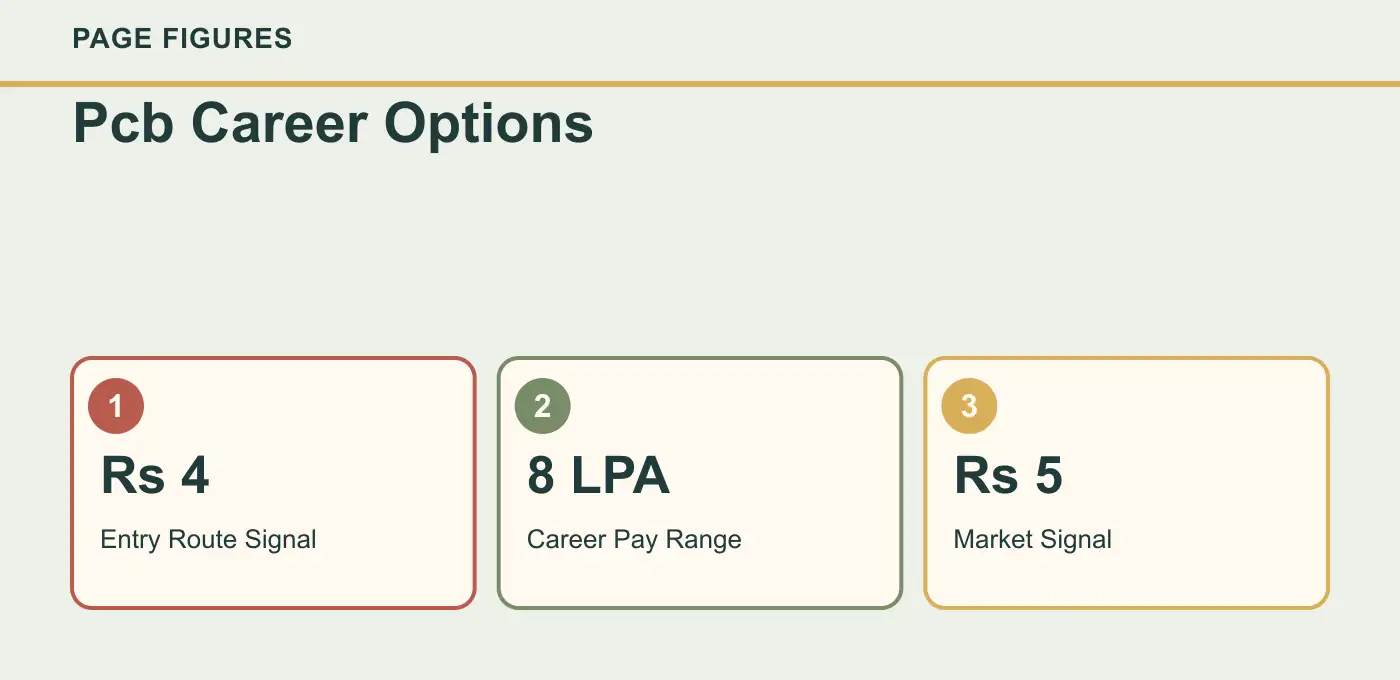 PAGE FIGURES
Pcb Career Options
1
Rs 4
Entry Route Signal
2
8 LPA
Career Pay Range
3
Rs 5
Market Signal